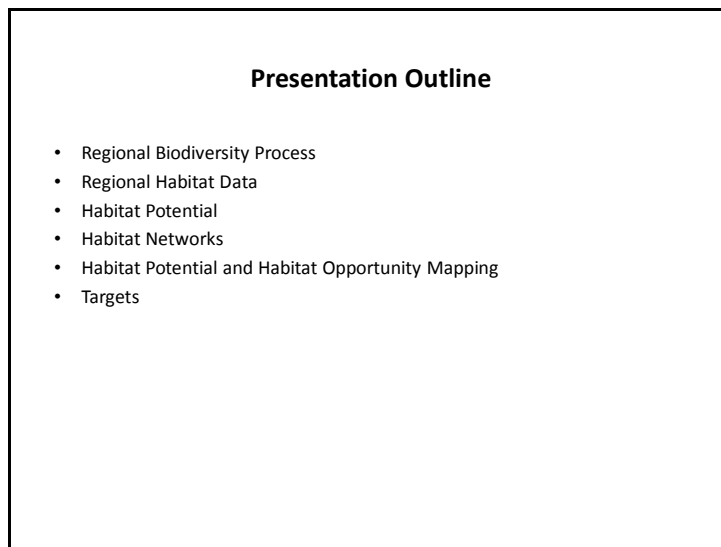 Presentation Outline
• Regional Biodiversity Process
• Regional Habitat Data
• Habitat Potential
• Habitat Networks
• Habitat Potential and Habitat Opportunity Mapping
• Targets